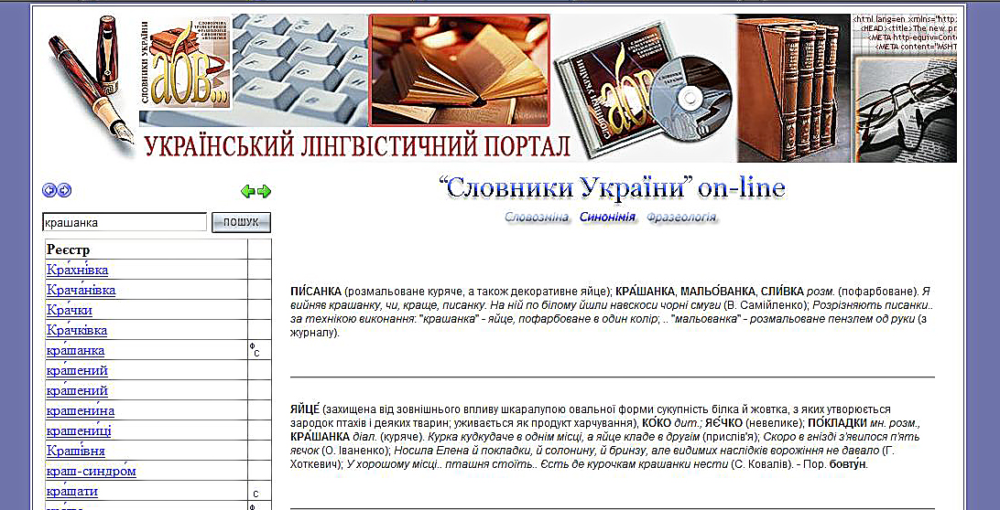 СЛОВНИКИ УКРАЇНИ
аов...
<html lang=en xmlns="http:
<HEAD><title>The new pr
<META http-equiv=Cont
<META content="MSHT
УКРАЇНСЬКИЙ ЛІНГВІСТИЧНИЙ ПОРТАЛ
“Словники України” on-line
Словозміна Синонімія Фразеологія
крашанка ПОШУК
Реєстр
Кра́хні́вка
Крача́нівка
Кра́чки
Кра́чківка
кра́шанка Ф С
кра́шений
кра́шений
крашени́на
крашени́ці
Краші́вня
краш-синдро́м
кра́шати С
ПИ́САНКА (розмальоване куряче, а також декоративне яйце); КРА́ШАНКА, МАЛЬО́ВАНКА, СЛИ́ВКА розм. (пофарбоване). Я
вийняв крашанку, чи, краще, писанку. На ній по білому йшли навскоси чорні смуги (В. Самійленко); Розрізняють писанки..
за технікою виконання: "крашанка" - яйце, пофарбоване в один колір; .. "мальованка" - розмальоване пензлем од руки (з
журналу).
ЯЙЦЕ́ (захищена від зовнішнього впливу шкаралупою овальної форми сукупність білка й жовтка, з яких утворюється
зародок птахів і деяких тварин; уживається як продукт харчування), КО́КО дит.; ЯЄ́ЧКО (невелике); ПО́КЛАДКИ мн. розм.,
КРА́ШАНКА діал. (куряче). Курка кудкудаче в однім місці, а яйце кладе в другім (прислів'я); Скоро в гнізді з'явилося п'ять
яєчок (О. Іваненко); Носила Елена й покладки, й солонину, й бринзу, але видимих наслідків ворожіння не давало (Г.
Хоткевич); У хорошому місці.. пташня стоїть.. Єсть де курочкам крашанки нести (С. Ковалів). - Пор. бовту́н.